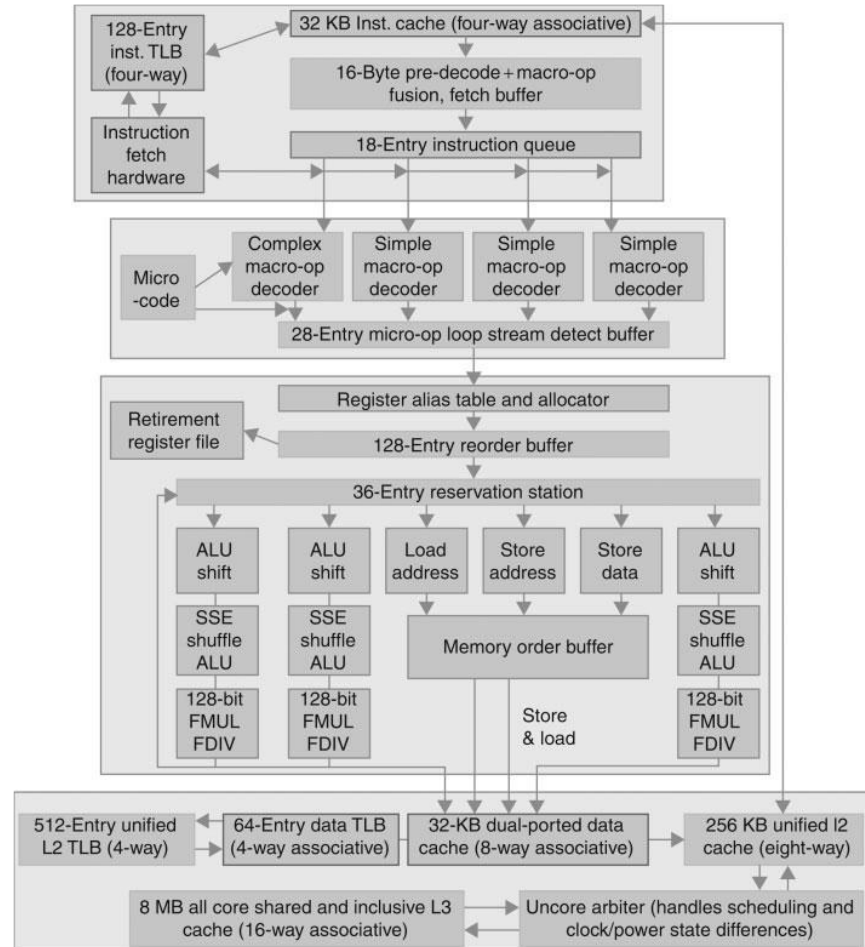 128-Entry
inst. TLB
(four-way)
32 KB Inst. cache (four-way associative)
16-Byte pre-decode+macro-op
fusion, fetch buffer
Instruction
fetch
hardware
18-Entry instruction queue
Micro
-code
Complex
macro-op
decoder
Simple
macro-op
decoder
Simple
macro-op
decoder
Simple
macro-op
decoder
28-Entry micro-op loop stream detect buffer
Register alias table and allocator
Retirement
register file
128-Entry reorder buffer
36-Entry reservation station
ALU
shift
ALU
shift
Load
address
Store
address
Store
data
ALU
shift
SSE
shuffle
ALU
SSE
shuffle
ALU
Memory order buffer
SSE
shuffle
ALU
128-bit
FMUL
FDIV
128-bit
FMUL
FDIV
Store
& load
128-bit
FMUL
FDIV
512-Entry unified
L2 TLB (4-way)
64-Entry data TLB
(4-way associative)
32-KB dual-ported data
cache (8-way associative)
256 KB unified l2
cache (eight-way)
8 MB all core shared and inclusive L3
cache (16-way associative)
Uncore arbiter (handles scheduling and
clock/power state differences)